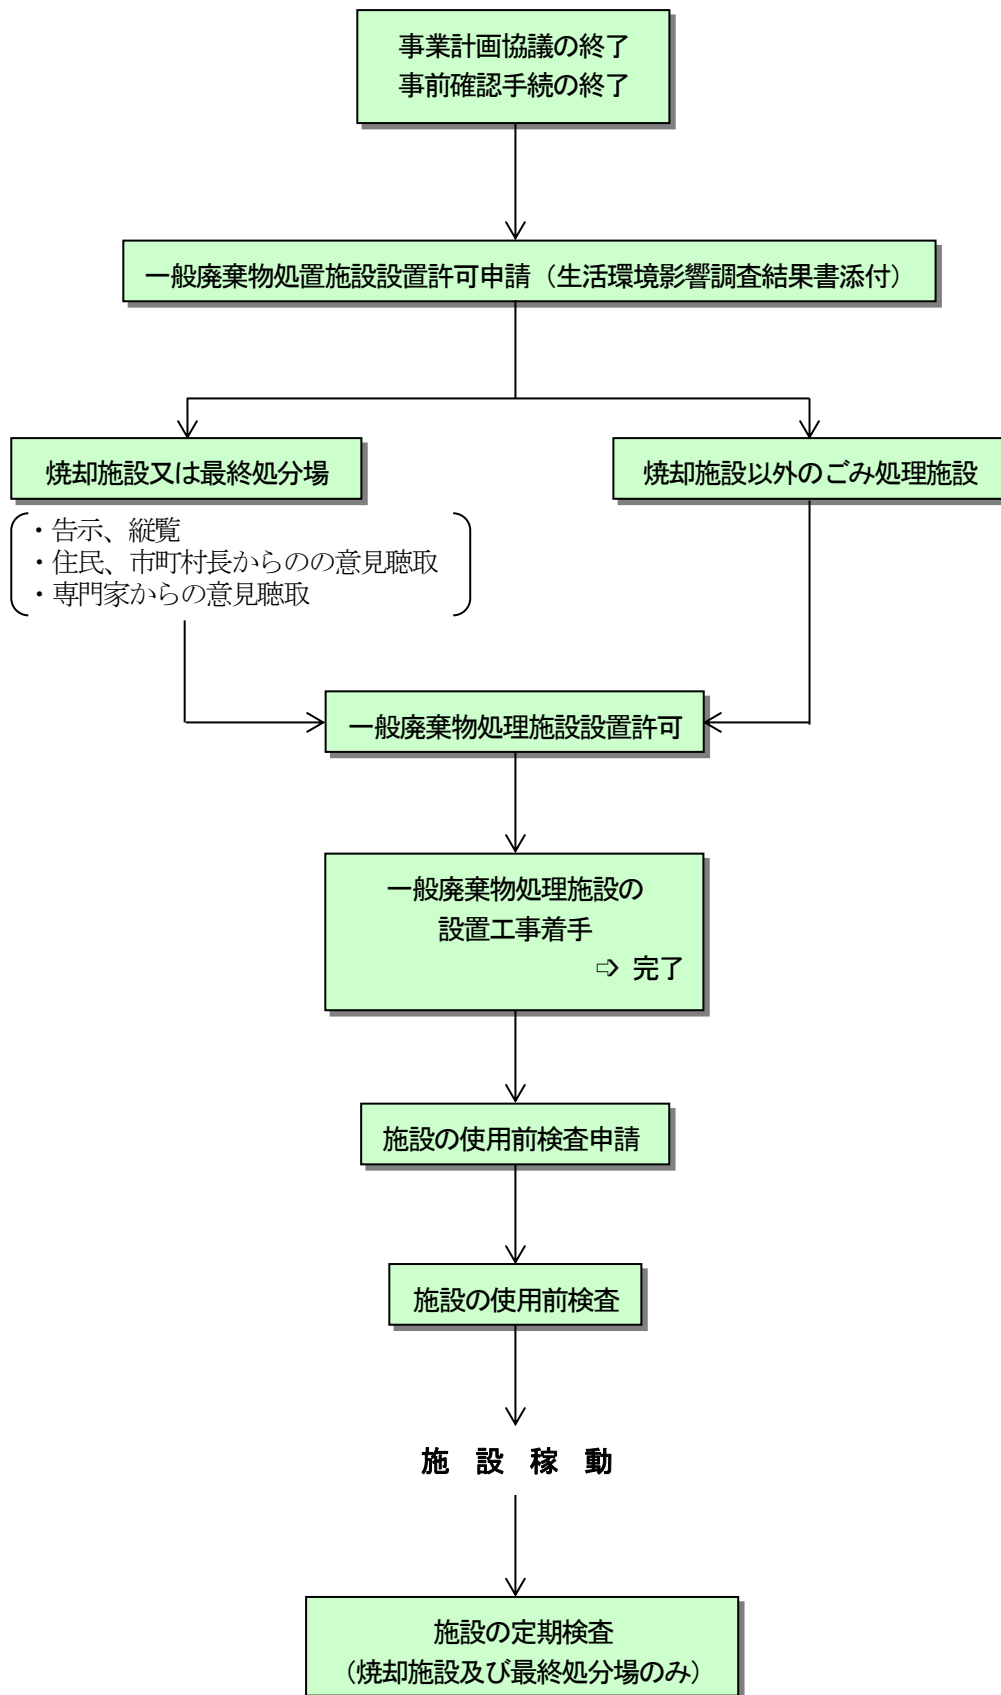 事業計画協議の終了
事前確認手続の終了
一般廃棄物処置施設設置許可申請（生活環境影響調査結果書添付）
焼却施設又は最終処分場
焼却施設以外のごみ処理施設
・告示、縦覧
・住民、市町村長からのの意見聴取
・専門家からの意見聴取
一般廃棄物処理施設設置許可
一般廃棄物処理施設の
設置工事着手
⇨ 完了
施設の使用前検査申請
施設の使用前検査
施　設　稼　動
施設の定期検査
（焼却施設及び最終処分場のみ）